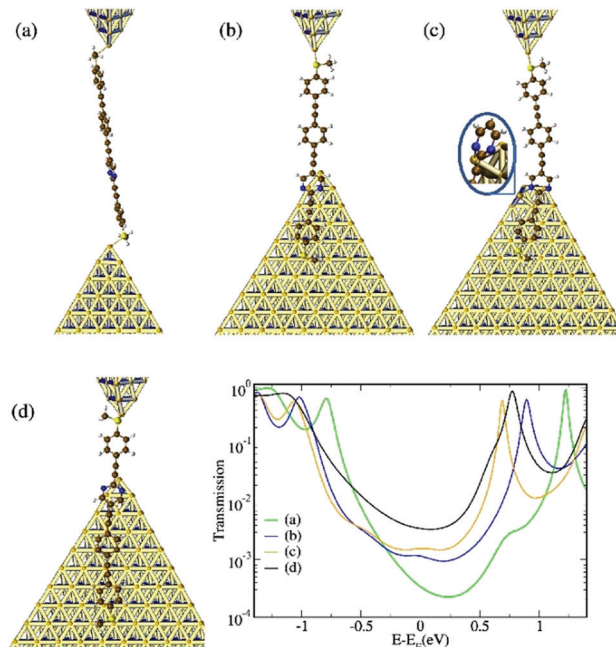 (a)
(b)
(c)
(d)
Transmission
10^0
10^-1
10^-2
10^-3
10^-4
(a)
(b)
(c)
(d)
-1
-0.5
0
0.5
1
E-E_F(eV)